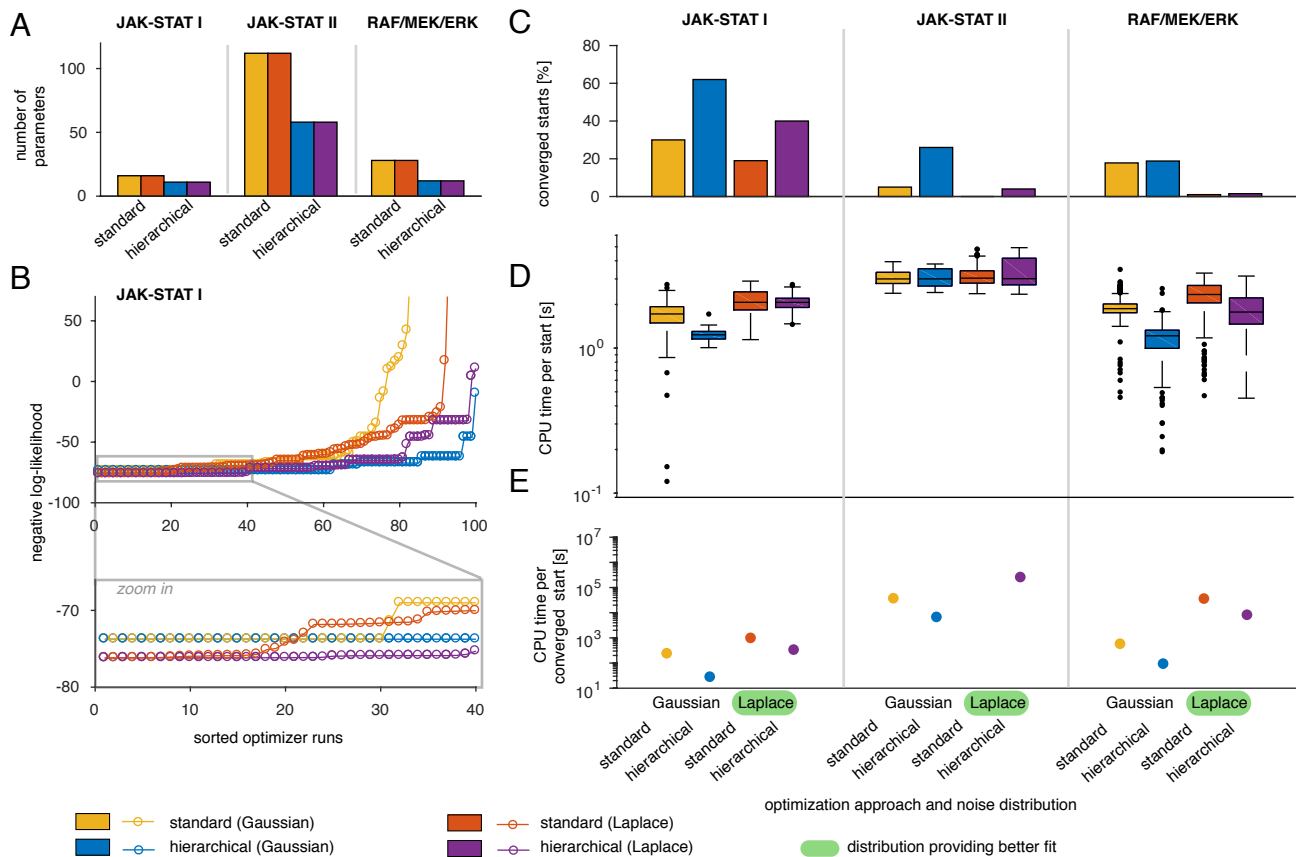 A
JAK-STAT I
JAK-STAT II
RAF/MEK/ERK
number of
parameters
100
50
0
standard
hierarchical
standard
hierarchical
standard
hierarchical
B
JAK-STAT I
negative log-likelihood
50
0
-50
-100
0
20
40
60
80
100
zoom in
-70
-80
0
10
20
30
40
sorted optimizer runs
C
JAK-STAT I
JAK-STAT II
RAF/MEK/ERK
converged starts [%]
80
60
40
20
0
D
CPU time per start [s]
10^0
10^-1
E
CPU time per
converged start [s]
10^7
10^5
10^3
10^1
Gaussian
Laplace
Gaussian
Laplace
Gaussian
Laplace
standard
hierarchical
standard
hierarchical
standard
hierarchical
standard
hierarchical
standard
hierarchical
standard
hierarchical
optimization approach and noise distribution
standard (Gaussian)
standard (Laplace)
hierarchical (Gaussian)
hierarchical (Laplace)
distribution providing better fit